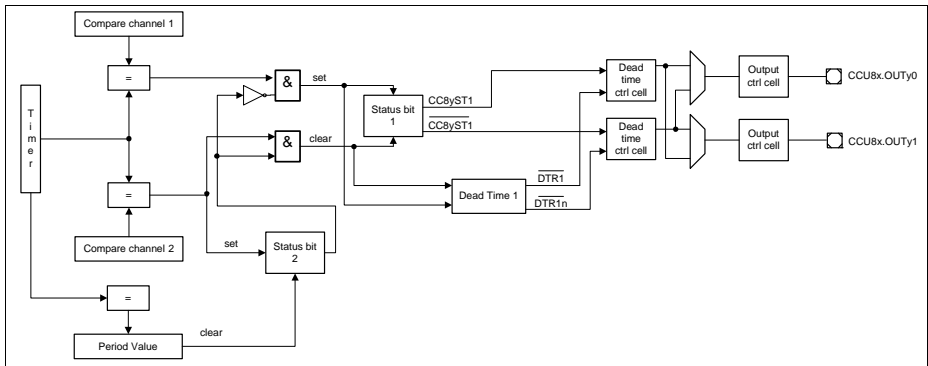 Compare channel 1
=
T
i
m
e
r
=
Compare channel 2
=
Period Value
set
clear
&
set
&
clear
Status bit
2
Status bit
1
CC8yST1
CC8yST1
Dead Time 1
DTR1
DTR1n
Dead
time
ctrl cell
Dead
time
ctrl cell
Output
ctrl cell
Output
ctrl cell
CCU8x.OUTy0
CCU8x.OUTy1